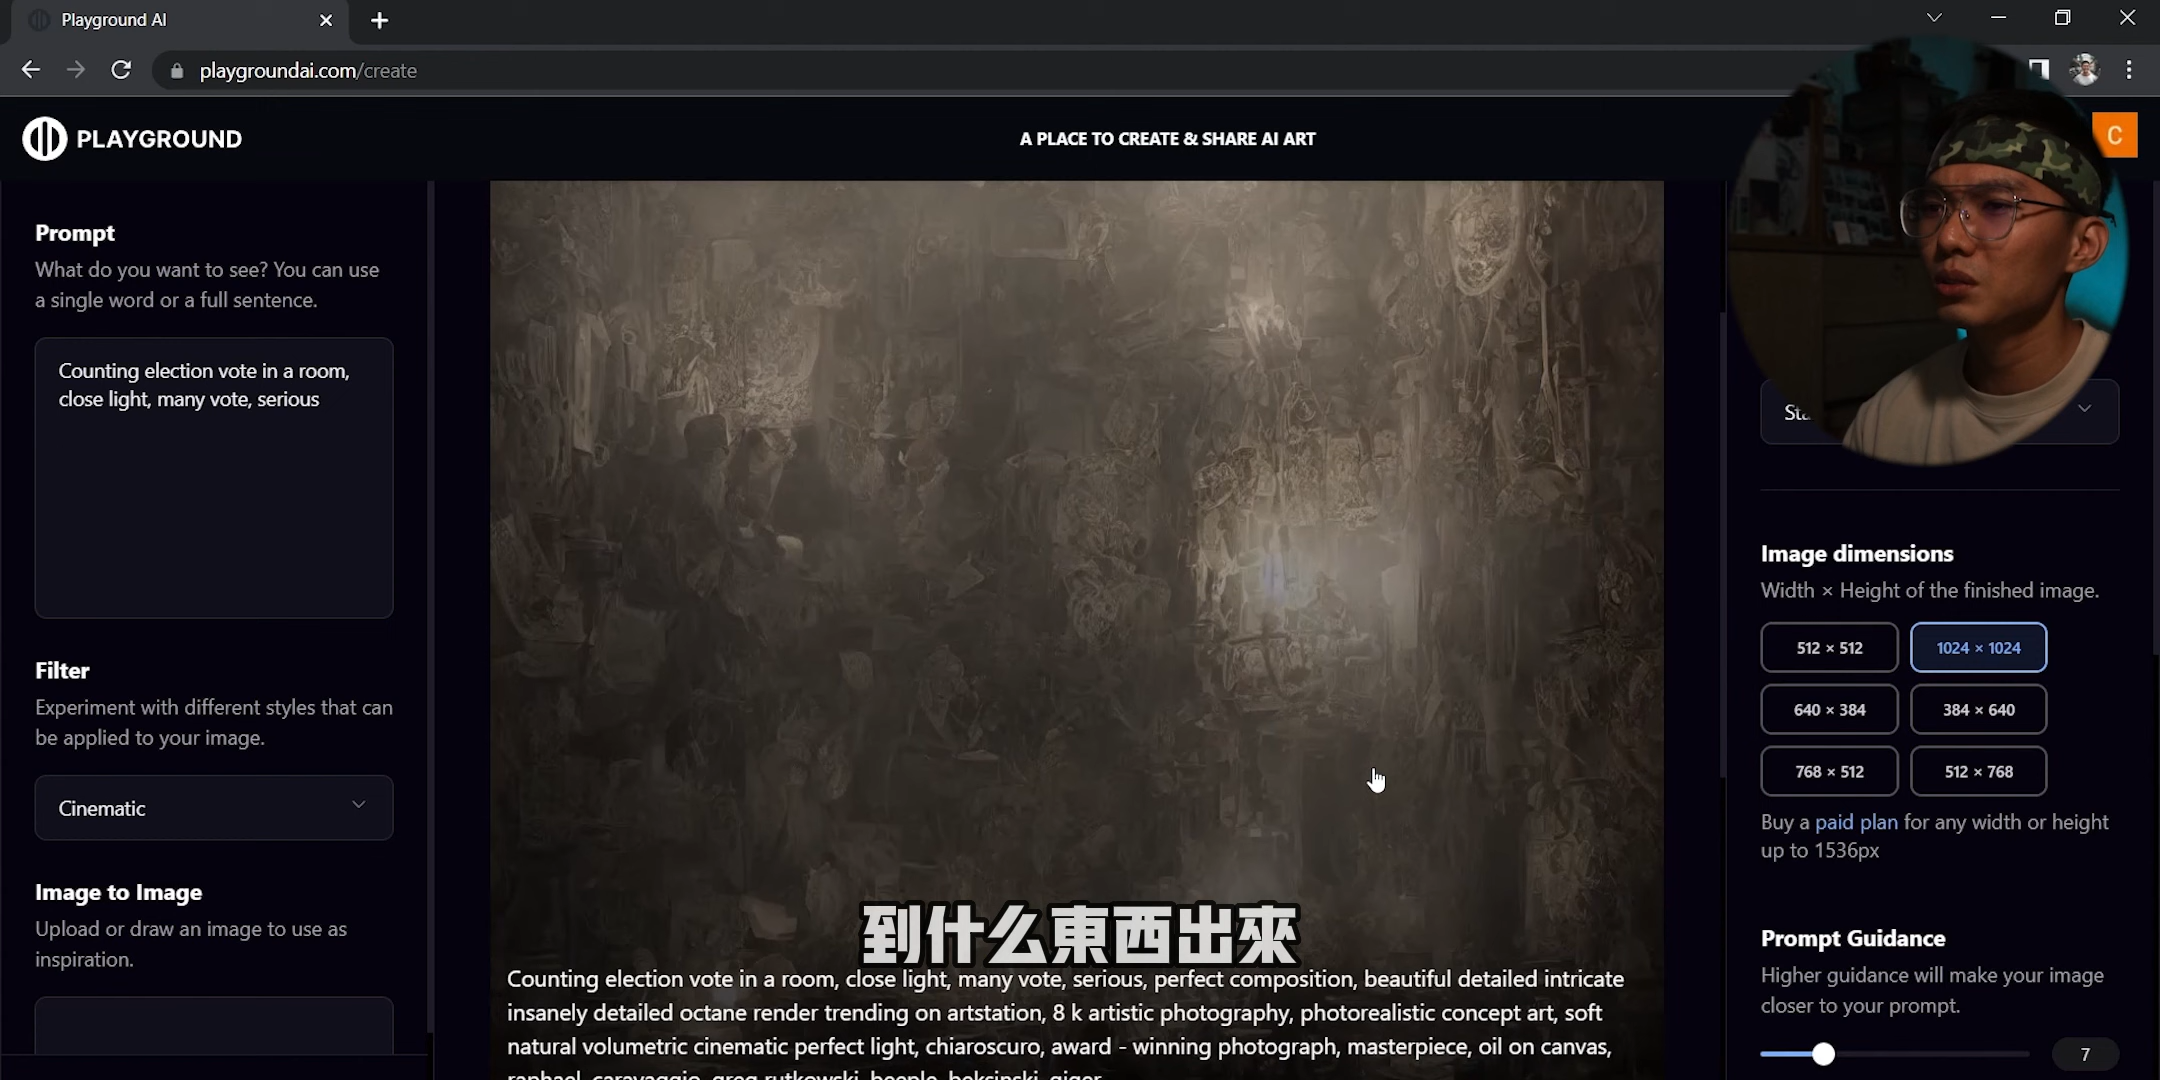 Playground AI
playgroundai.com/create
PLAYGROUND
A PLACE TO CREATE & SHARE AI ART
C
Prompt
What do you want to see? You can use
a single word or a full sentence.
Counting election vote in a room,
close light, many vote, serious
Filter
Experiment with different styles that can
be applied to your image.
Cinematic
Image to Image
Upload or draw an image to use as
inspiration.
到什么東西出來
Counting election vote in a room, close light, many vote, serious, perfect composition, beautiful detailed intricate
insanely detailed octane render trending on artstation, 8 k artistic photography, photorealistic concept art, soft
natural volumetric cinematic perfect light, chiaroscuro, award - winning photograph, masterpiece, oil on canvas,
raphael, caravaggio, greg rutkowski, beeple, beksinski, giger
Image dimensions
Width × Height of the finished image.
512 × 512
1024 × 1024
640 × 384
384 × 640
768 × 512
512 × 768
Buy a paid plan for any width or height
up to 1536px
Prompt Guidance
Higher guidance will make your image
closer to your prompt.
7